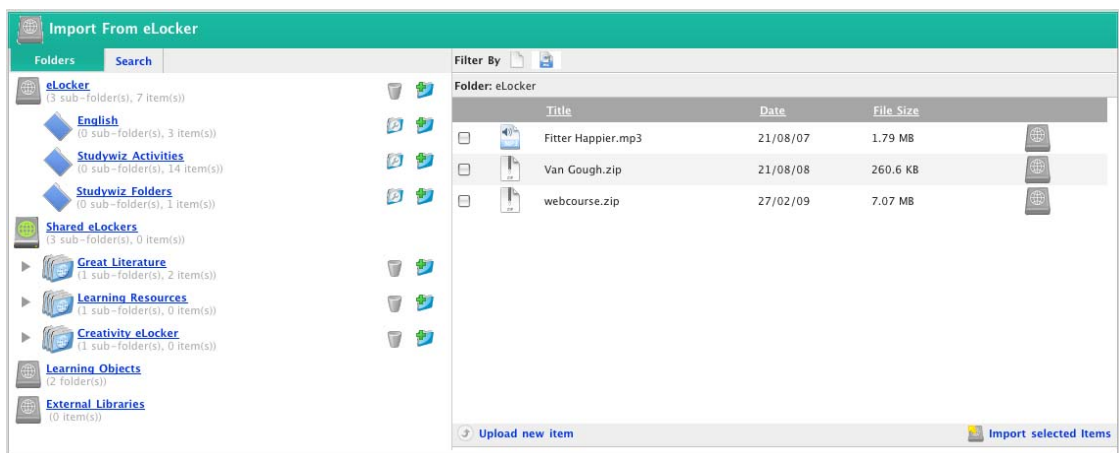 Import From eLocker
Folders Search
eLocker
(3 sub-folder(s), 7 item(s))
English
(0 sub-folder(s), 3 item(s))
Studywiz Activities
(0 sub-folder(s), 14 item(s))
Studywiz Folders
(0 sub-folder(s), 1 item(s))
Shared eLockers
(3 sub-folder(s), 0 item(s))
Great Literature
(1 sub-folder(s), 2 item(s))
Learning Resources
(1 sub-folder(s), 0 item(s))
Creativity eLocker
(1 sub-folder(s), 0 item(s))
Learning Objects
(2 folder(s))
External Libraries
(0 item(s))
Filter By
Folder: eLocker
Title Date File Size
Fitter Happier.mp3 21/08/07 1.79 MB
Van Gough.zip 21/08/08 260.6 KB
webcourse.zip 27/02/09 7.07 MB
Upload new item Import selected Items